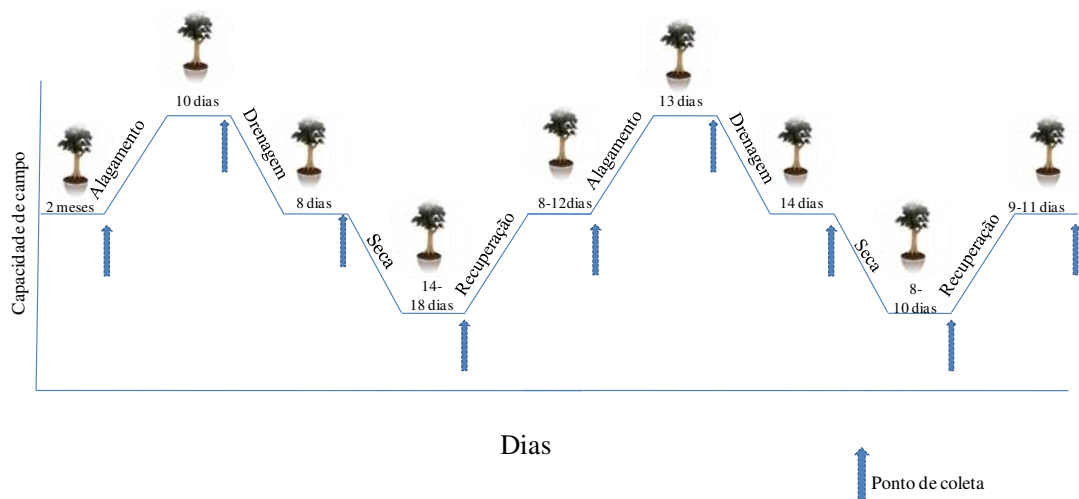 Capacidade de campo
2 meses
Alagamento
10 dias
Drenagem
8 dias
Seca
14-
18 dias
Recuperação
8-12dias
Alagamento
13 dias
Drenagem
14 dias
Seca
8-
10 dias
Recuperação
9-11 dias
Dias
Ponto de coleta